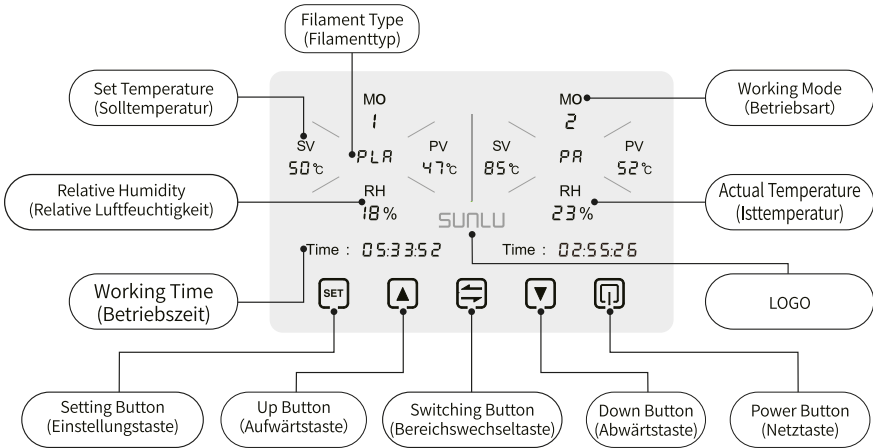 Filament Type
(Filamenttyp)
Set Temperature
(Solltemperatur)
Working Mode
(Betriebsart)
MO
1
MO
2
SV
50℃
PLA
PV
47℃
SV
85℃
PA
PV
52℃
Relative Humidity
(Relative Luftfeuchtigkeit)
RH
18%
SUNLU
RH
23%
Actual Temperature
(Isttemperatur)
Time : 05:33:52
Time : 02:55:26
Working Time
(Betriebszeit)
SET
LOGO
Setting Button
(Einstellungstaste)
Up Button
(Aufwärtstaste)
Switching Button
(Bereichswechseltaste)
Down Button
(Abwärtstaste)
Power Button
(Netztaste)